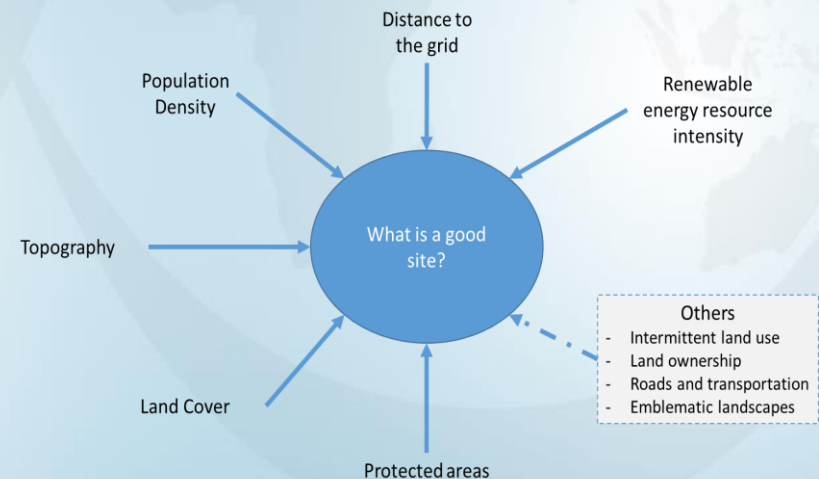 Distance to
the grid
Population
Density
Renewable
energy resource
intensity
Topography
What is a good
site?
Others
- Intermittent land use
- Land ownership
- Roads and transportation
- Emblematic landscapes
Land Cover
Protected areas